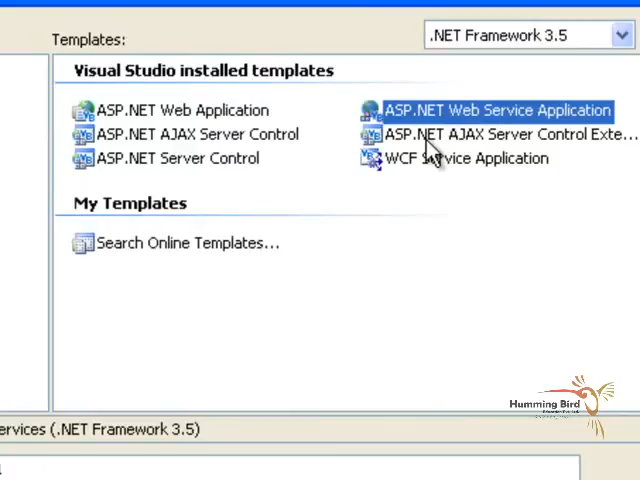 Templates:
.NET Framework 3.5
Visual Studio installed templates
ASP.NET Web Application
ASP.NET Web Service Application
ASP.NET AJAX Server Control
ASP.NET AJAX Server Control Exte...
ASP.NET Server Control
WCF Service Application
My Templates
Search Online Templates...
Humming Bird
ervices (.NET Framework 3.5)